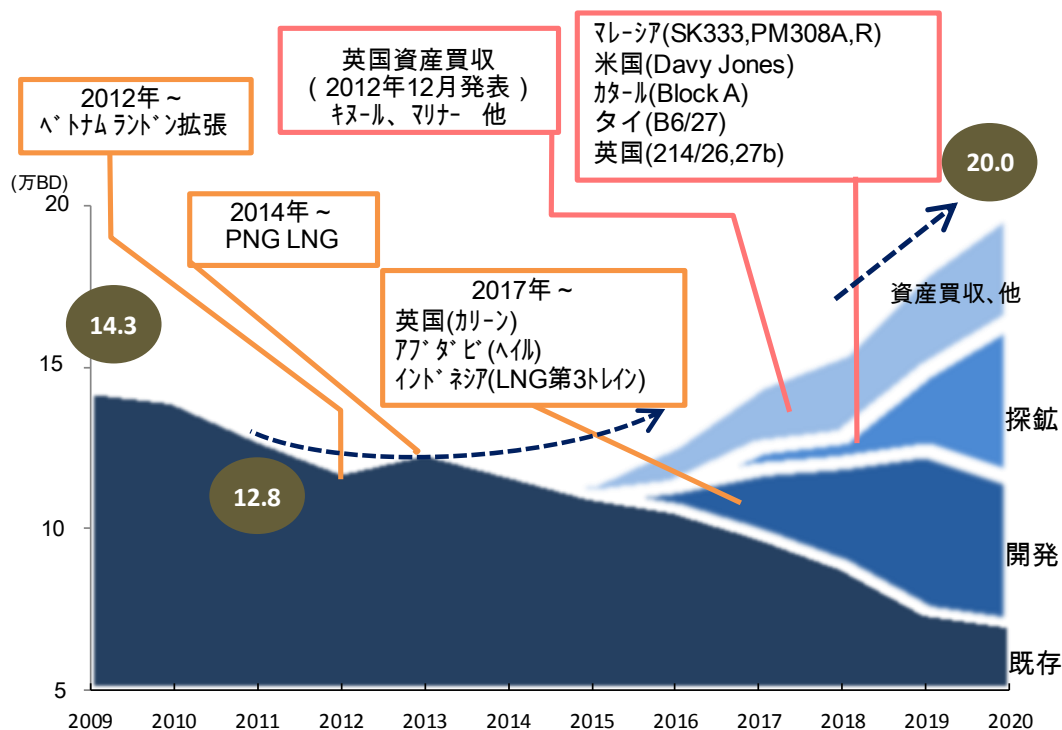 マレーシア(SK333,PM308A,R)
米国(Davy Jones)
カタール(Block A)
タイ(B6/27)
英国(214/26,27b)
英国資産買収
( 2012年12月発表 )
キヌール、マリナー 他
2012年 ~
ベトナム ランドン拡張
2014年 ~
PNG LNG
2017年 ~
英国(カリーン)
アブダビ(ヘイル)
インドネシア(LNG第3トレイン)
(万BD)
20
15
10
5
14.3
12.8
20.0
資産買収、他
探鉱
開発
既存
2009 2010 2011 2012 2013 2014 2015 2016 2017 2018 2019 2020